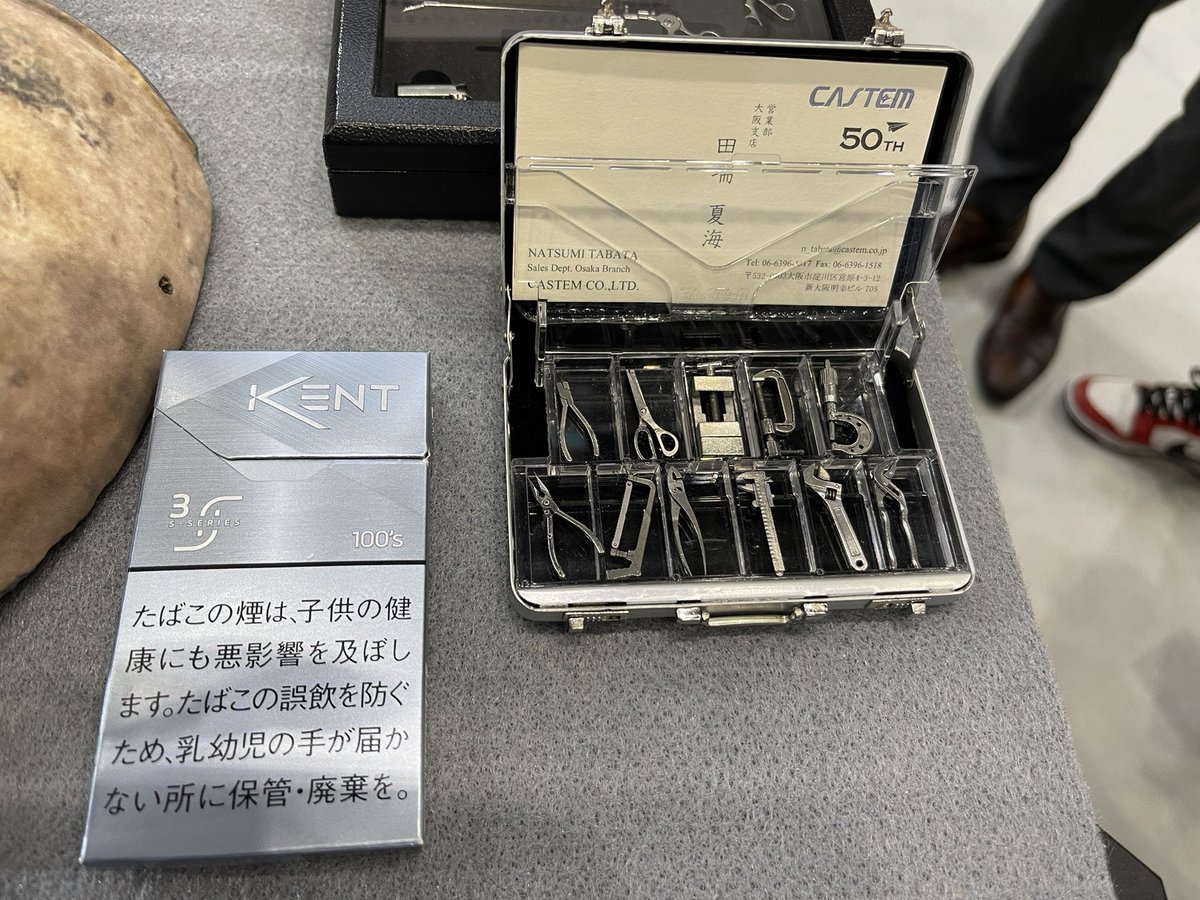 CASTEM
50TH
営業部
大阪支店
田 夏海
NATSUMI TABATA
Sales Dept. Osaka Branch
CASTEM CO.,LTD.
n_tabata@castem.co.jp
Fax: 06-6396-1518
大阪市淀川区宮原4-3-12
新大阪明幸ビル 705
KENT
3
S-SERIES
100's
たばこの煙は、子供の健
康にも悪影響を及ぼし
ます。たばこの誤飲を防ぐ
ため、乳幼児の手が届か
ない所に保管・廃棄を。